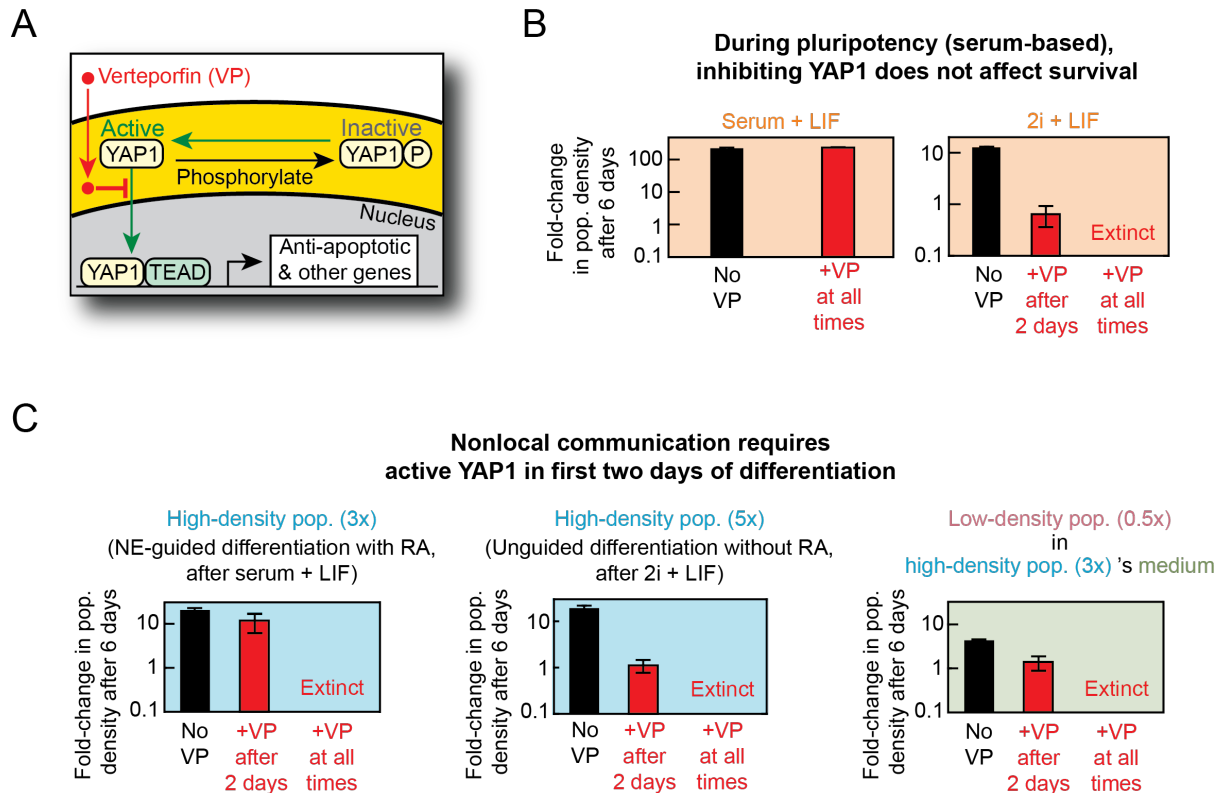 A
Verteporfin (VP)
Active
Inactive
YAP1
YAP1
P
Phosphorylate
Nucleus
YAP1
TEAD
Anti-apoptotic
& other genes
B
During pluripotency (serum-based),
inhibiting YAP1 does not affect survival
Serum + LIF
Fold-change
in pop. density
after 6 days
100
10
1
0.1
No
VP
+VP
at all
times
2i + LIF
10
1
0.1
Extinct
No
VP
+VP
after
2 days
+VP
at all
times
C
Nonlocal communication requires
active YAP1 in first two days of differentiation
High-density pop. (3x)
(NE-guided differentiation with RA,
after serum + LIF)
Fold-change in pop.
density after 6 days
10
1
0.1
Extinct
No
VP
+VP
after
2 days
+VP
at all
times
High-density pop. (5x)
(Unguided differentiation without RA,
after 2i + LIF)
Fold-change in pop.
density after 6 days
10
1
0.1
Extinct
No
VP
+VP
after
2 days
+VP
at all
times
Low-density pop. (0.5x)
in
high-density pop. (3x) 's medium
Fold-change in pop.
density after 6 days
10
1
0.1
Extinct
No
VP
+VP
after
2 days
+VP
at all
times